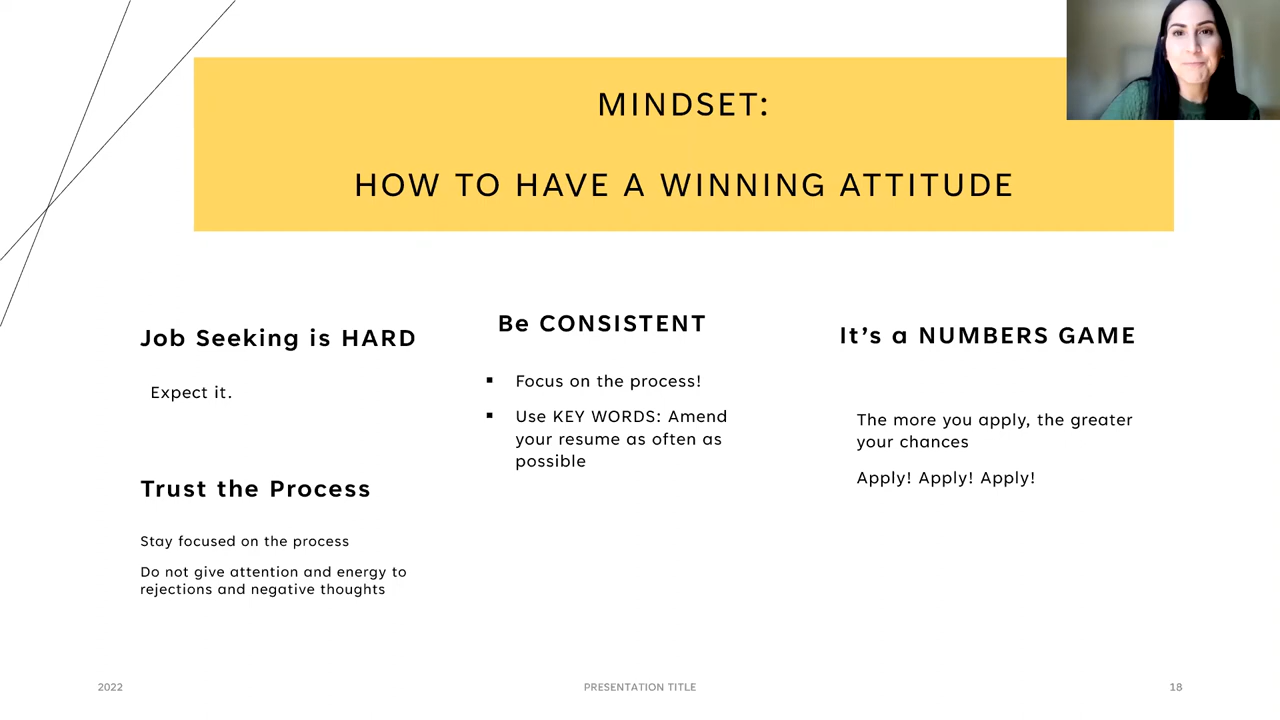 MINDSET:
HOW TO HAVE A WINNING ATTITUDE
Job Seeking is HARD
Expect it.
Trust the Process
Stay focused on the process
Do not give attention and energy to
rejections and negative thoughts
Be CONSISTENT
▪ Focus on the process!
▪ Use KEY WORDS: Amend
your resume as often as
possible
It's a NUMBERS GAME
The more you apply, the greater
your chances
Apply! Apply! Apply!
2022
PRESENTATION TITLE
18